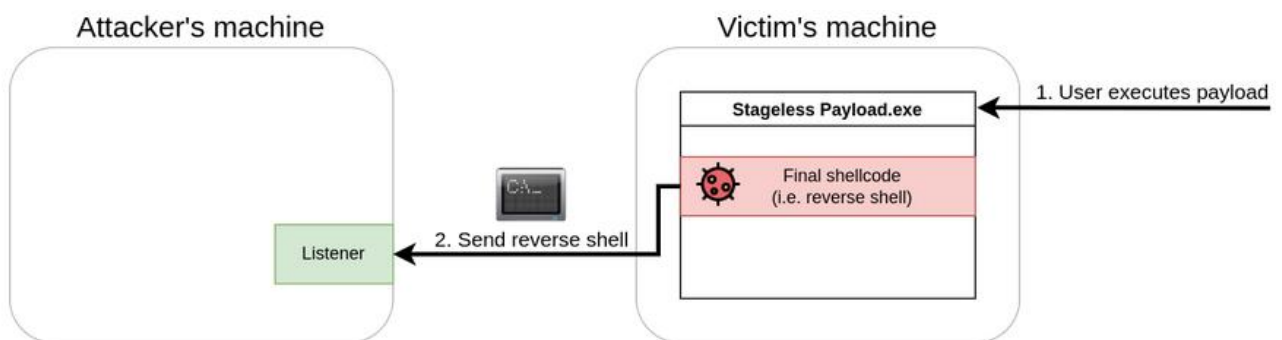 Attacker's machine
Victim's machine
1. User executes payload
Stageless Payload.exe
Final shellcode
(i.e. reverse shell)
C:\._
2. Send reverse shell
Listener